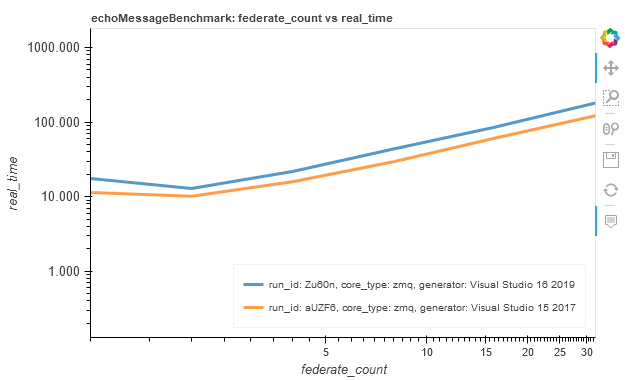 echoMessageBenchmark: federate_count vs real_time
1000.000
100.000
10.000
1.000
real_time
run_id: Zu60n, core_type: zmq, generator: Visual Studio 16 2019
run_id: aUZF6, core_type: zmq, generator: Visual Studio 15 2017
5
10
15
20
25
30
federate_count